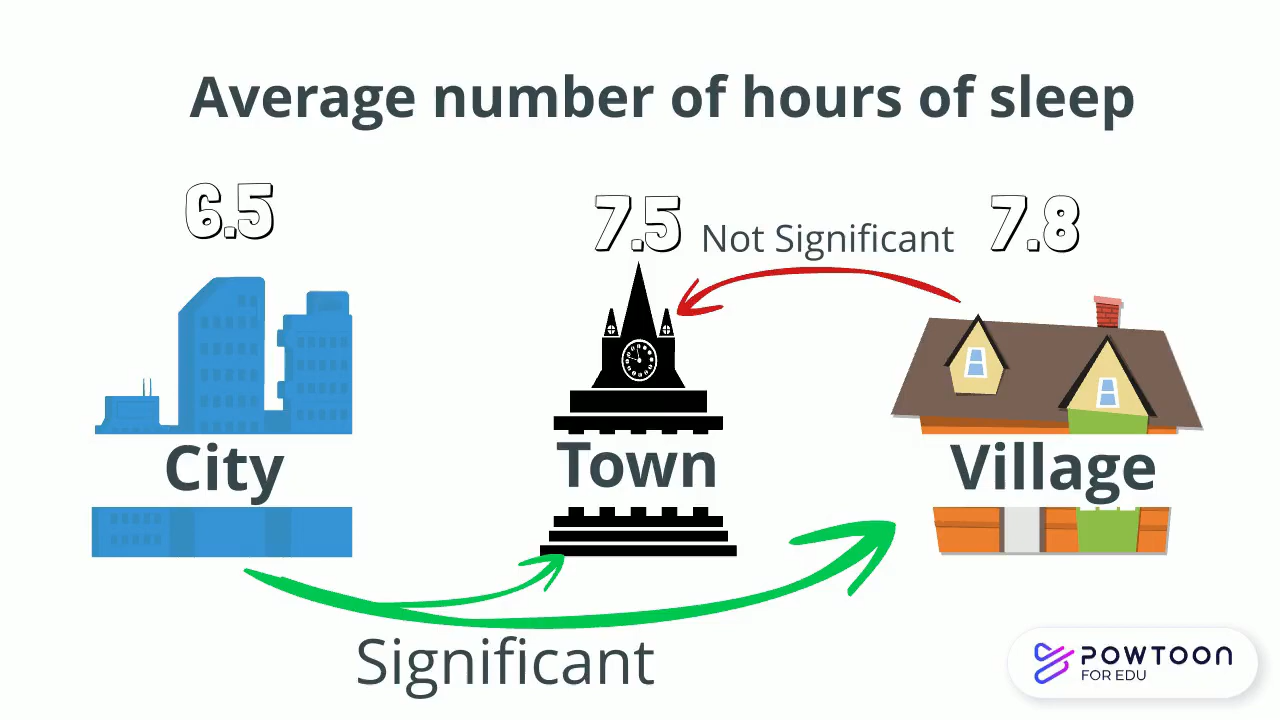 Average number of hours of sleep
6.5
7.5
Not Significant
7.8
City
Town
Village
Significant
POWTOON
FOR EDU